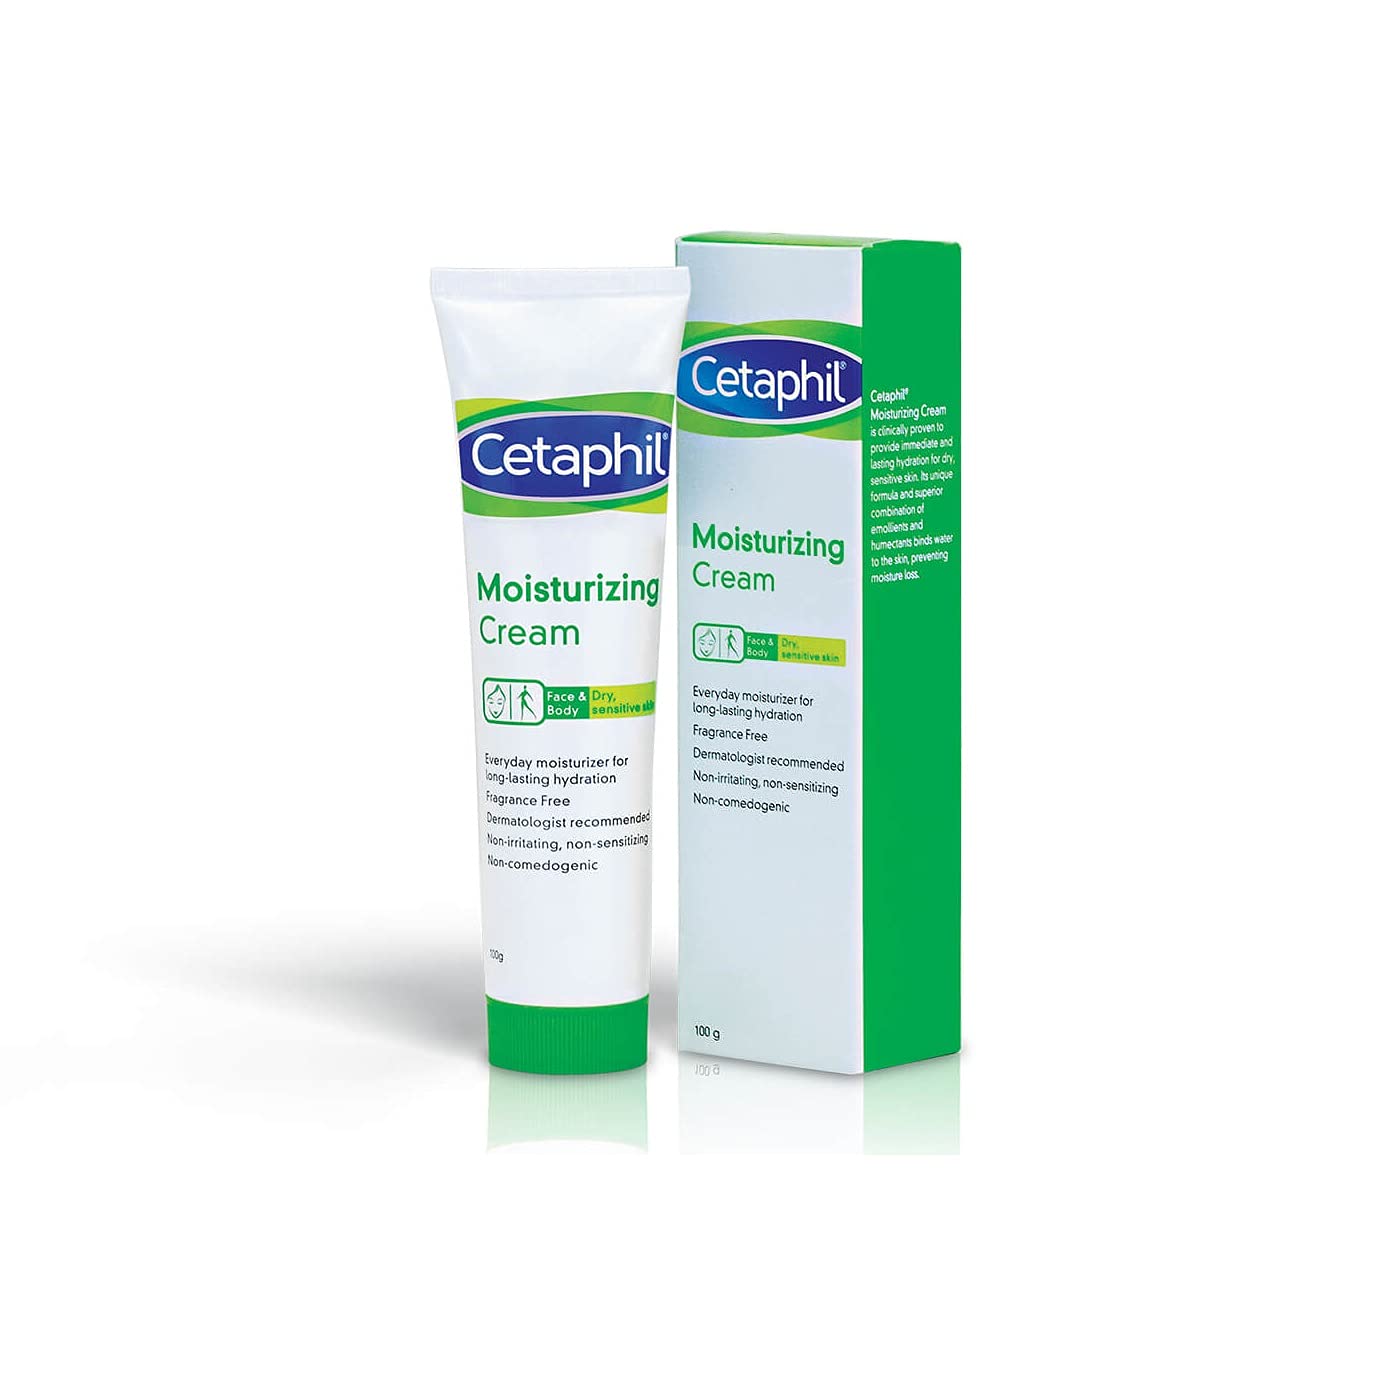 Cetaphil®
Moisturizing
Cream
Face &
Body
Dry,
sensitive skin
Everyday moisturizer for
long-lasting hydration
Fragrance Free
Dermatologist recommended
Non-irritating, non-sensitizing
Non-comedogenic
100g
Cetaphil®
Moisturizing
Cream
Face &
Body
Dry,
sensitive skin
Everyday moisturizer for
long-lasting hydration
Fragrance Free
Dermatologist recommended
Non-irritating, non-sensitizing
Non-comedogenic
100 g
Cetaphil®
Moisturizing Cream
is clinically proven to
provide immediate and
lasting hydration for dry,
sensitive skin. Its unique
formula and superior
combination of
emollients and
humectants binds water
to the skin, preventing
moisture loss.